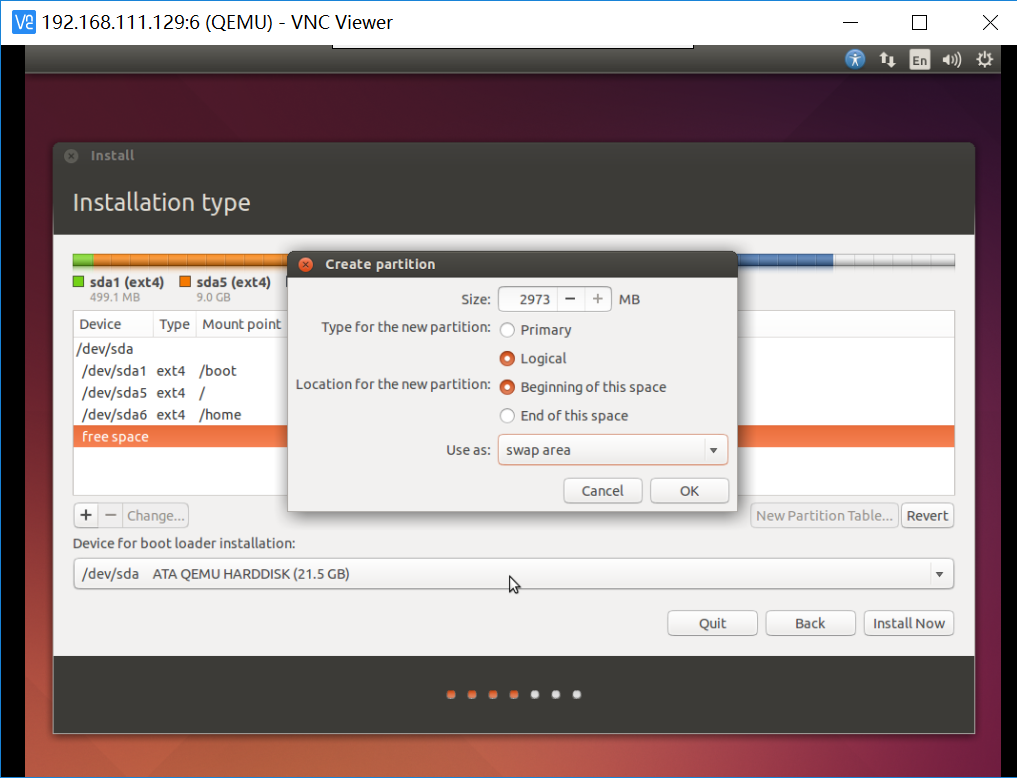 V2 192.168.111.129:6 (QEMU) - VNC Viewer
En
Install
Installation type
sda1 (ext4) sda5 (ext4)
499.1 MB 9.0 GB
Device Type Mount point
/dev/sda
/dev/sda1 ext4 /boot
/dev/sda5 ext4 /
/dev/sda6 ext4 /home
free space
Create partition
Size: 2973 − + MB
Type for the new partition: Primary
Logical
Location for the new partition: Beginning of this space
End of this space
Use as: swap area
Cancel OK
+ − Change... New Partition Table... Revert
Device for boot loader installation:
/dev/sda ATA QEMU HARDDISK (21.5 GB)
Quit Back Install Now